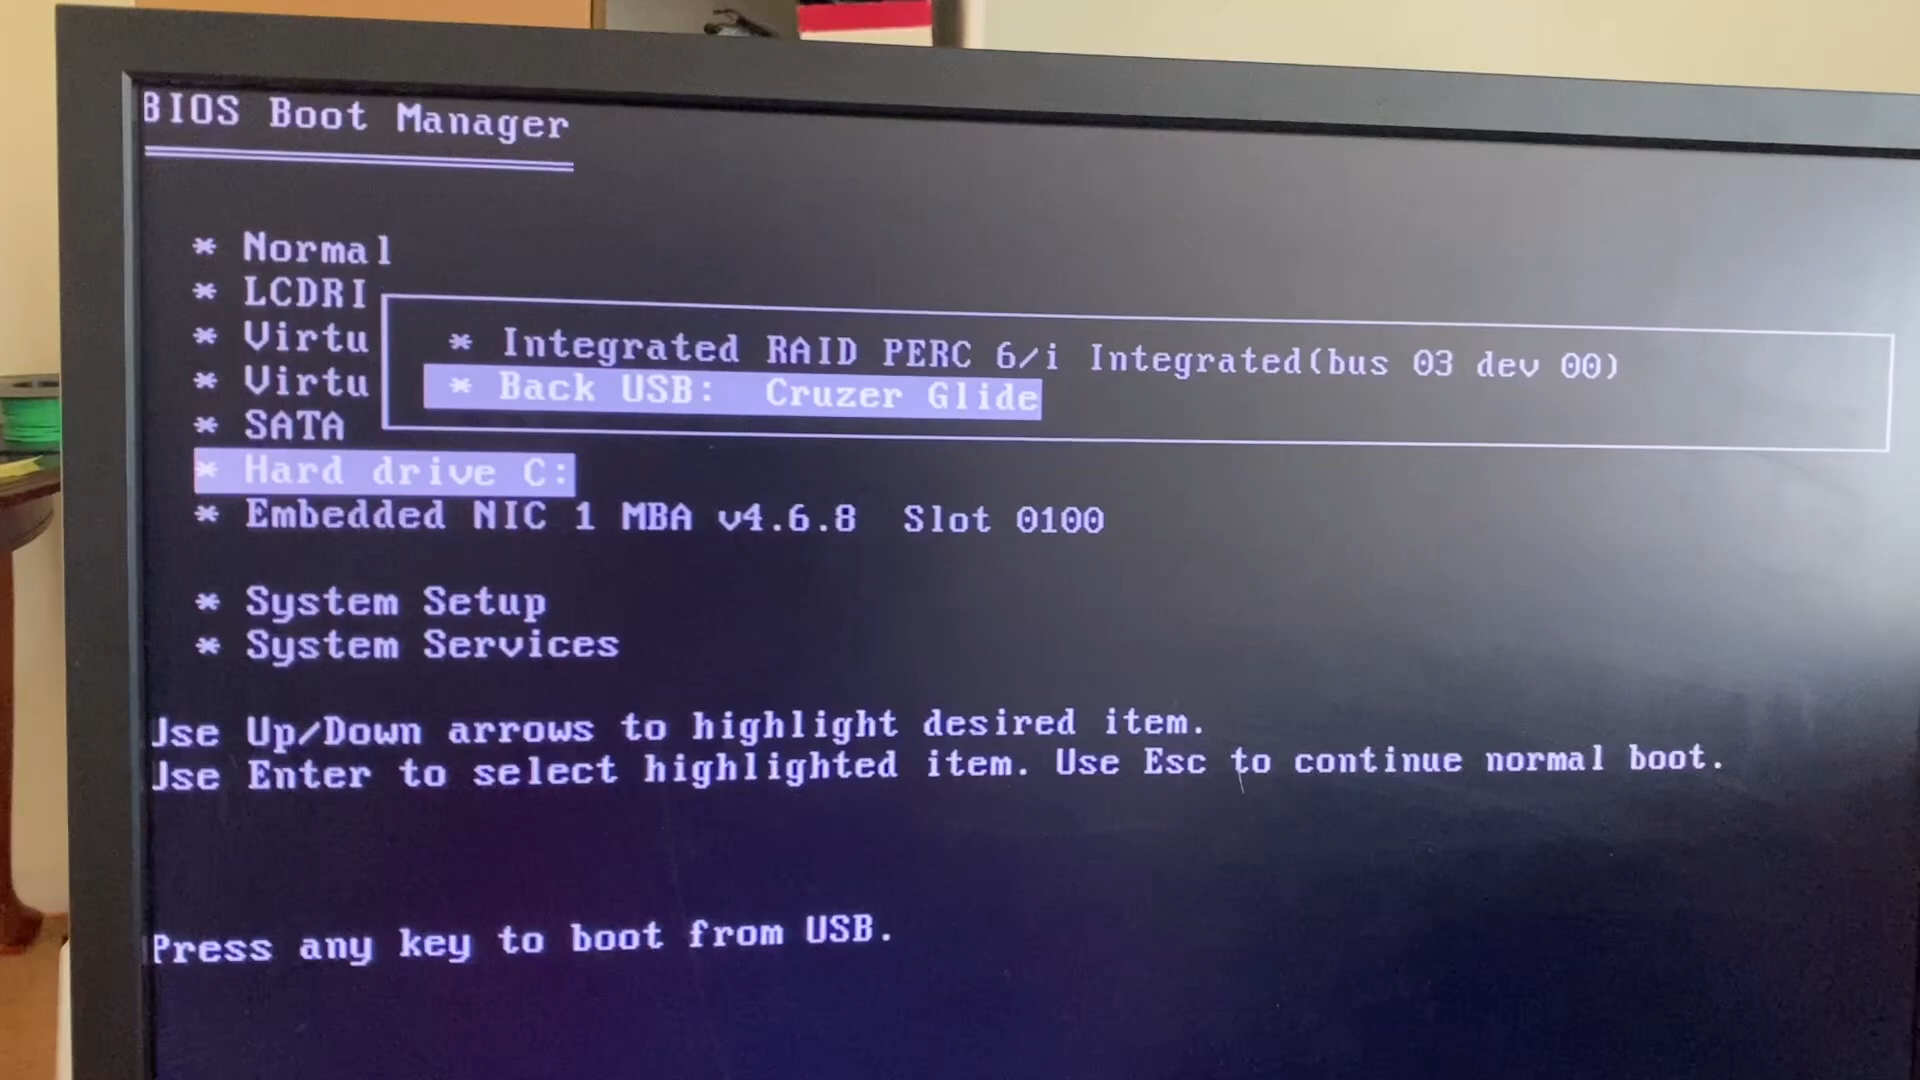 BIOS Boot Manager
* Normal
* LCDRI
* Virtu
* Integrated RAID PERC 6/i Integrated(bus 03 dev 00)
* Virtu
* Back USB: Cruzer Glide
* SATA
* Hard drive C:
* Embedded NIC 1 MBA v4.6.8 Slot 0100
* System Setup
* System Services
Use Up/Down arrows to highlight desired item.
Use Enter to select highlighted item. Use Esc to continue normal boot.
Press any key to boot from USB.